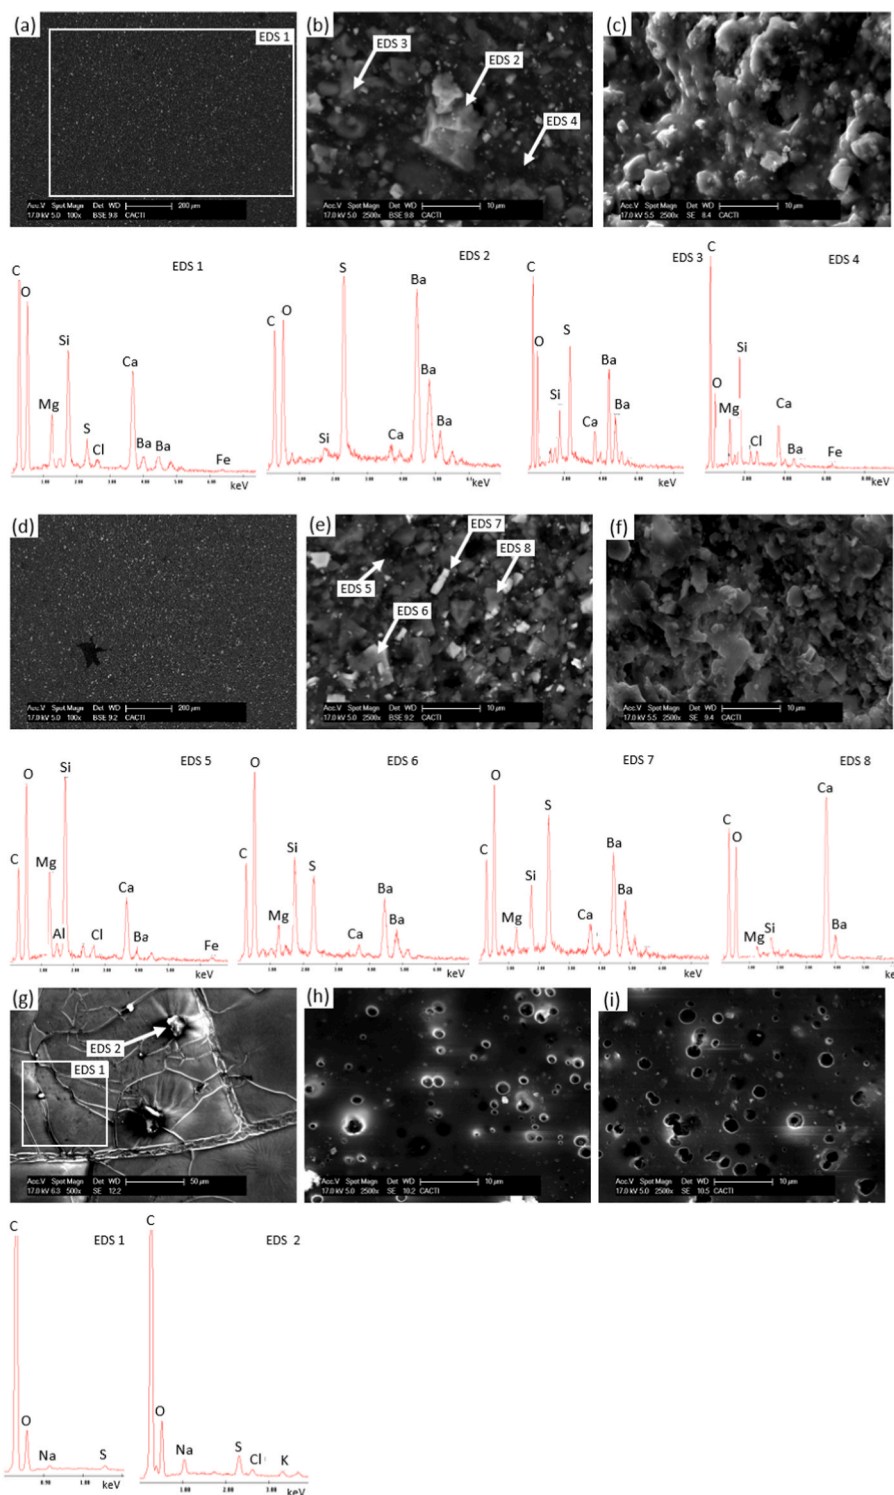 (a)
EDS 1
Acc.V Spot Magn Det WD 200 µm
17.0 kV 5.0 100x BSE 9.8 CACTI
(b)
EDS 3
EDS 2
EDS 4
Acc.V Spot Magn Det WD 10 µm
17.0 kV 5.0 2500x BSE 9.8 CACTI
(c)
Acc.V Spot Magn Det WD 10 µm
17.0 kV 5.5 2500x SE 8.4 CACTI
EDS 1
C
O
Mg
Si
S
Cl
Ca
Ba
Ba
Fe
keV
EDS 2
C
O
Si
S
Ca
Ba
Ba
Ba
keV
EDS 3
C
O
Si
S
Ca
Ba
Ba
keV
EDS 4
C
O
Mg
Si
Cl
Ca
Ba
Fe
keV
(d)
Acc.V Spot Magn Det WD 200 µm
17.0 kV 5.0 100x BSE 9.2 CACTI
(e)
EDS 7
EDS 8
EDS 5
EDS 6
Acc.V Spot Magn Det WD 10 µm
17.0 kV 5.0 2500x BSE 9.2 CACTI
(f)
Acc.V Spot Magn Det WD 10 µm
17.0 kV 5.5 2500x SE 9.4 CACTI
EDS 5
C
O
Mg
Al
Si
Cl
Ca
Ba
Fe
keV
EDS 6
C
O
Mg
Si
S
Ca
Ba
Ba
keV
EDS 7
C
O
Mg
Si
S
Ca
Ba
Ba
keV
EDS 8
C
O
Mg
Si
Ca
Ba
keV
(g)
EDS 2
EDS 1
Acc.V Spot Magn Det WD 50 µm
17.0 kV 6.3 500x SE 12.2
(h)
Acc.V Spot Magn Det WD 10 µm
17.0 kV 5.0 2500x SE 10.2 CACTI
(i)
Acc.V Spot Magn Det WD 10 µm
17.0 kV 5.0 2500x SE 10.5 CACTI
EDS 1
C
O
Na
S
0.90 1.80
keV
EDS 2
C
O
Na
S
Cl
K
1.00 2.00 3.00
keV